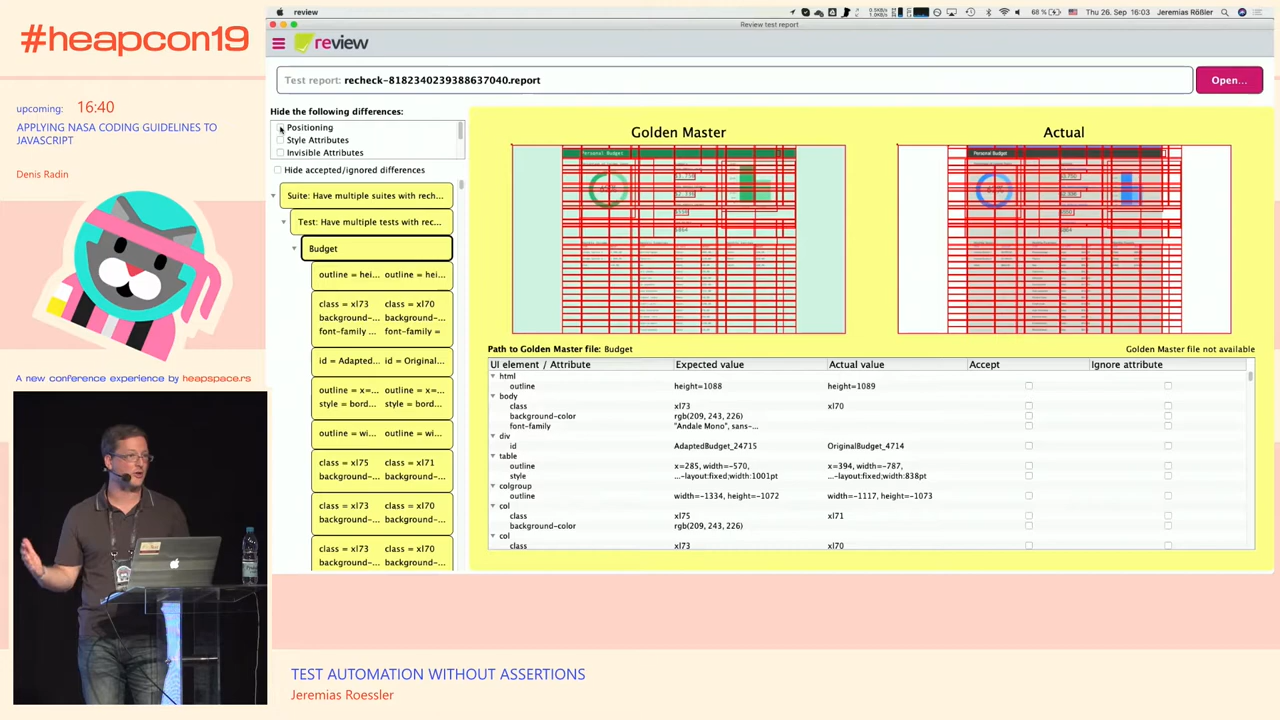 #heapcon19
upcoming: 16:40
APPLYING NASA CODING GUIDELINES TO
JAVASCRIPT
Denis Radin
A new conference experience by heapspace.rs
review
68 %
Thu 26. Sep 16:03 Jeremias Rößler
Review test report
review
Test report: recheck-8182340239388637040.report
Open...
Hide the following differences:
Positioning
Style Attributes
Invisible Attributes
Hide accepted/ignored differences
Suite: Have multiple suites with rech...
Test: Have multiple tests with rec...
Budget
outline = hei... outline = hei...
class = xl73 class = xl70
background-... background-...
font-family ... font-family =
id = Adapted... id = Original...
outline = x=... outline = x=...
style = bord... style = bord...
outline = wi... outline = wi...
class = xl75 class = xl71
background-... background-...
class = xl73 class = xl70
background-... background-...
class = xl73 class = xl70
background-... background-...
Golden Master
Actual
Personal Budget
Personal Budget
Path to Golden Master file: Budget
Golden Master file not available
UI element / Attribute Expected value Actual value Accept Ignore attribute
html
outline height=1088 height=1089
body
class xl73 xl70
background-color rgb(209, 243, 226)
font-family "Andale Mono", sans-...
div
id AdaptedBudget_24715 OriginalBudget_4714
table
outline x=285, width=-570, x=394, width=-787,
style ...-layout:fixed;width:1001pt ...-layout:fixed;width:838pt
colgroup
outline width=-1334, height=-1072 width=-1117, height=-1073
col
class xl75 xl71
background-color rgb(209, 243, 226)
col
class xl73 xl70
TEST AUTOMATION WITHOUT ASSERTIONS
Jeremias Roessler